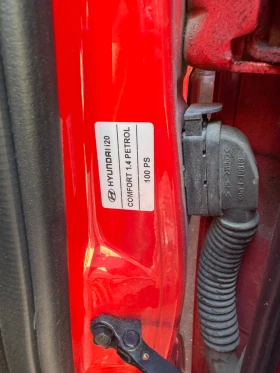 HYUNDAI I20
COMFORT 1.4 PETROL
100 PS